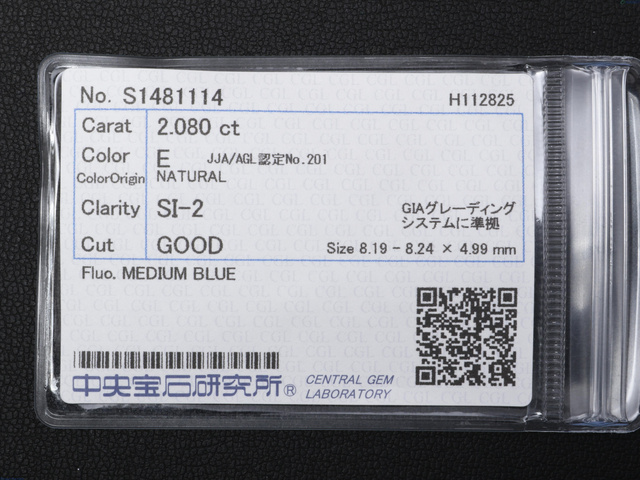 No. S1481114 H112825
Carat 2.080 ct
Color E JJA/AGL認定No.201
ColorOrigin NATURAL
Clarity SI-2 GIAグレーディング
システムに準拠
Cut GOOD Size 8.19 - 8.24 × 4.99 mm
Fluo. MEDIUM BLUE
中央宝石研究所® CENTRAL GEM
LABORATORY